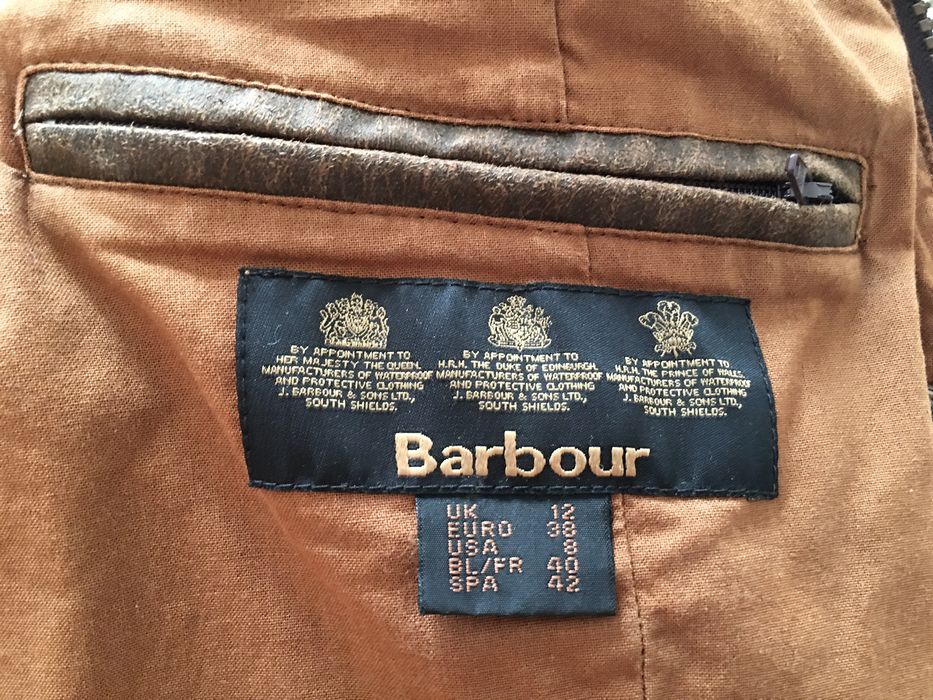 BY APPOINTMENT TO
HER MAJESTY THE QUEEN.
MANUFACTURERS OF WATERPROOF
AND PROTECTIVE CLOTHING
J. BARBOUR & SONS LTD.,
SOUTH SHIELDS.
BY APPOINTMENT TO
H.R.H. THE DUKE OF EDINBURGH.
MANUFACTURERS OF WATERPROOF
AND PROTECTIVE CLOTHING
J. BARBOUR & SONS LTD.,
SOUTH SHIELDS.
BY APPOINTMENT TO
H.R.H. THE PRINCE OF WALES.
MANUFACTURERS OF WATERPROOF
AND PROTECTIVE CLOTHING
J. BARBOUR & SONS LTD.,
SOUTH SHIELDS.
Barbour
UK 12
EURO 38
USA 8
BL/FR 40
SPA 42